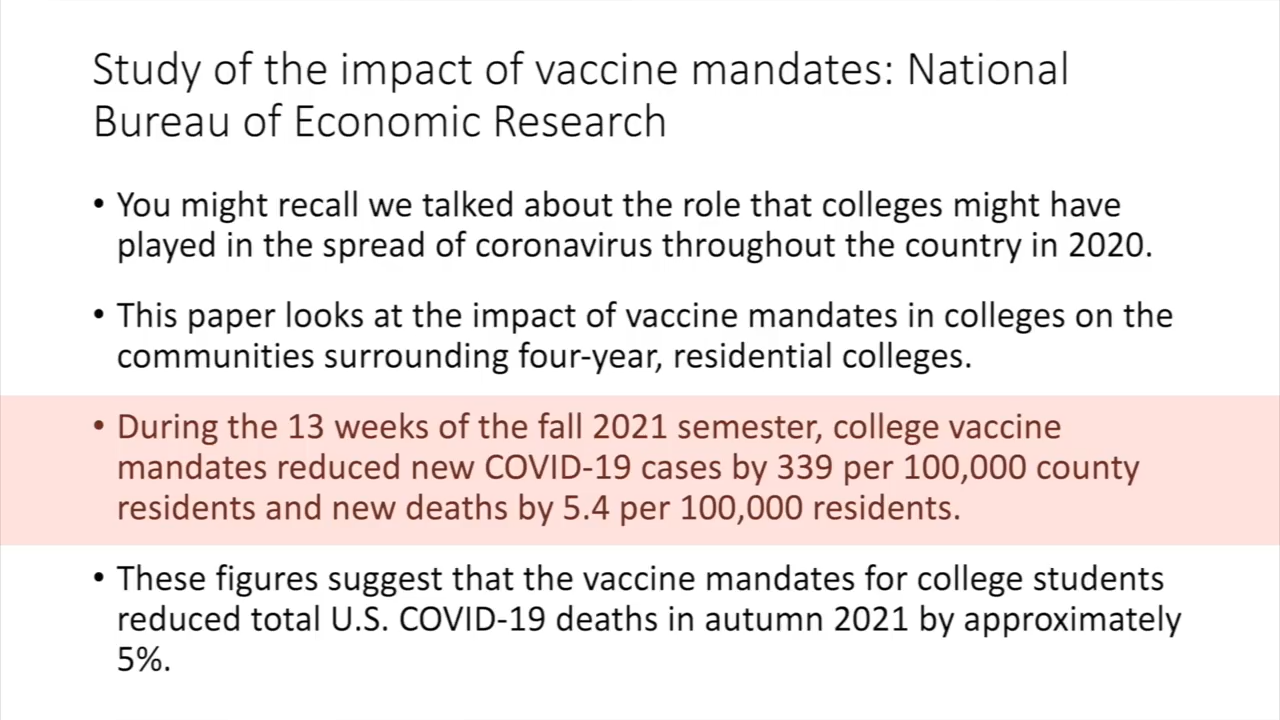 Study of the impact of vaccine mandates: National
Bureau of Economic Research
• You might recall we talked about the role that colleges might have
played in the spread of coronavirus throughout the country in 2020.
• This paper looks at the impact of vaccine mandates in colleges on the
communities surrounding four-year, residential colleges.
• During the 13 weeks of the fall 2021 semester, college vaccine
mandates reduced new COVID-19 cases by 339 per 100,000 county
residents and new deaths by 5.4 per 100,000 residents.
• These figures suggest that the vaccine mandates for college students
reduced total U.S. COVID-19 deaths in autumn 2021 by approximately
5%.